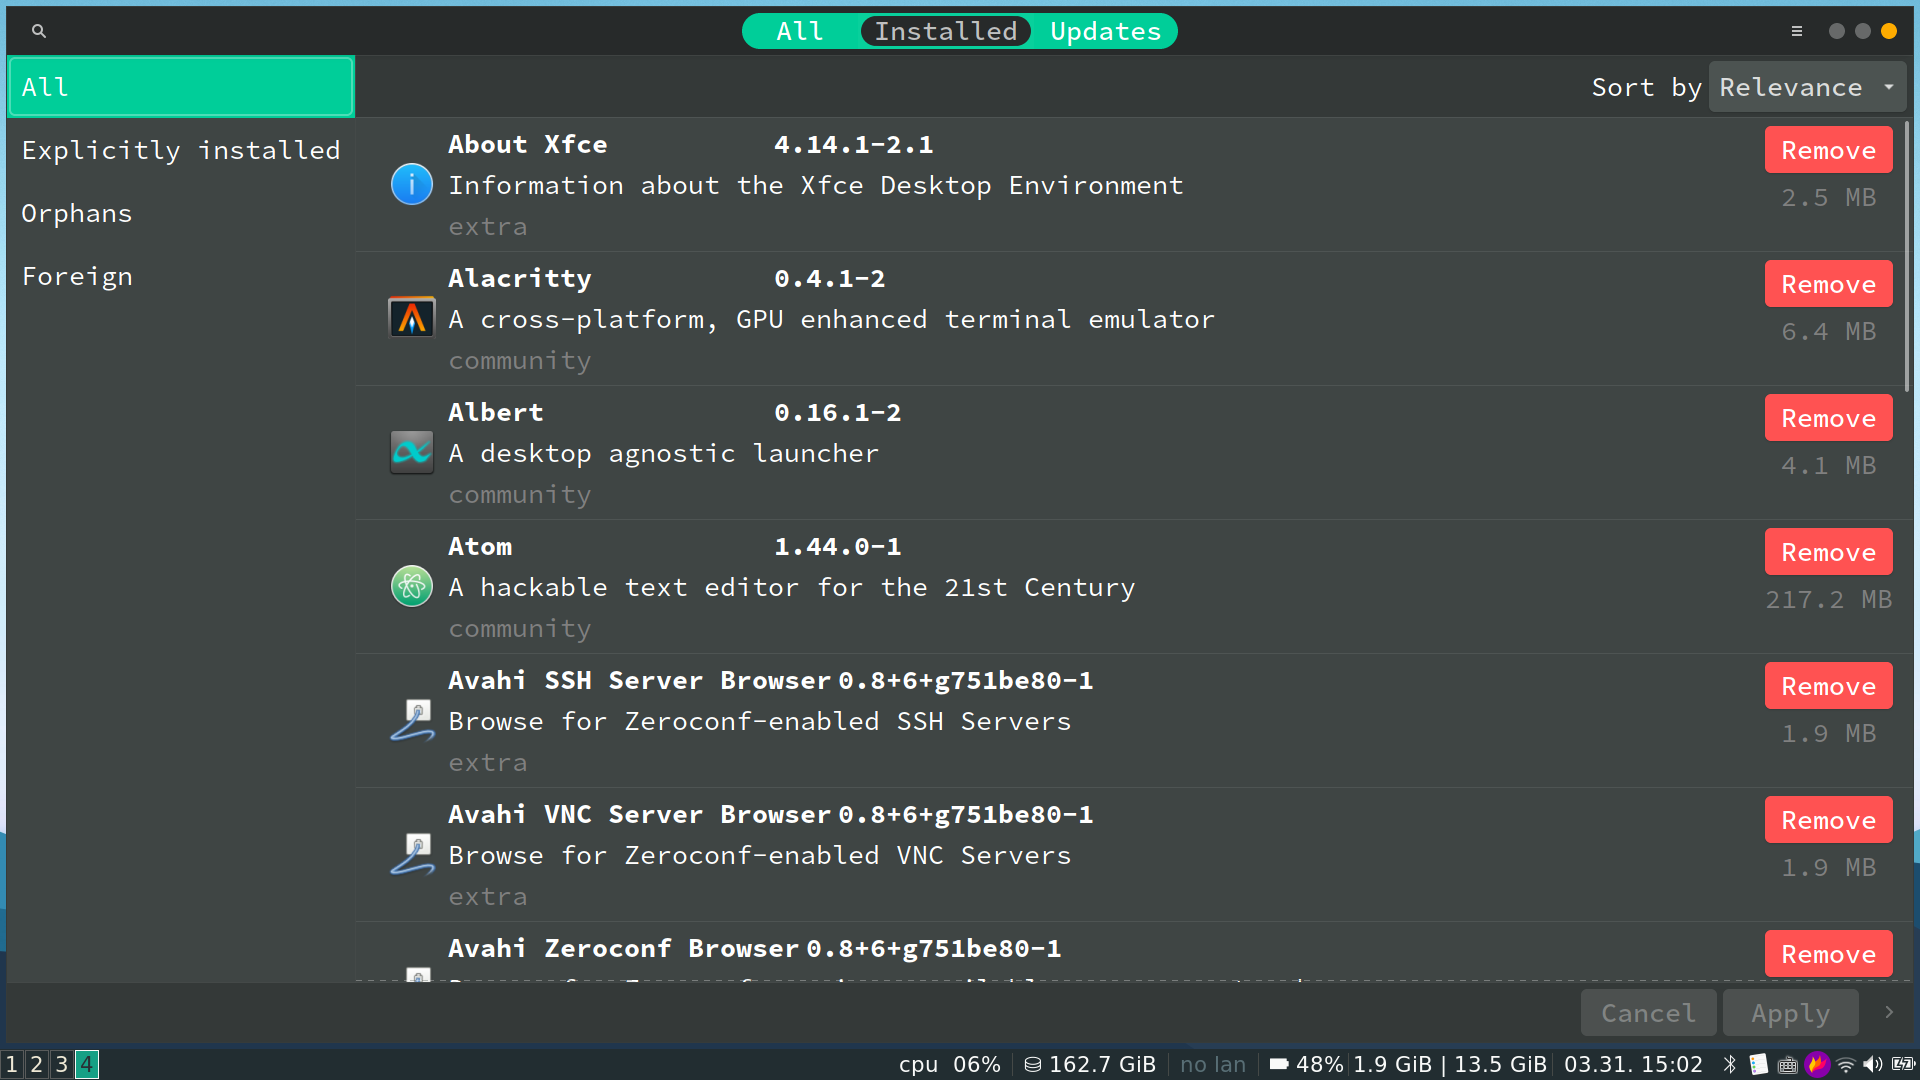 All Installed Updates
All
Sort by Relevance
Explicitly installed
Orphans
Foreign
About Xfce 4.14.1-2.1
Information about the Xfce Desktop Environment
extra
Remove
2.5 MB
Alacritty 0.4.1-2
A cross-platform, GPU enhanced terminal emulator
community
Remove
6.4 MB
Albert 0.16.1-2
A desktop agnostic launcher
community
Remove
4.1 MB
Atom 1.44.0-1
A hackable text editor for the 21st Century
community
Remove
217.2 MB
Avahi SSH Server Browser 0.8+6+g751be80-1
Browse for Zeroconf-enabled SSH Servers
extra
Remove
1.9 MB
Avahi VNC Server Browser 0.8+6+g751be80-1
Browse for Zeroconf-enabled VNC Servers
extra
Remove
1.9 MB
Avahi Zeroconf Browser 0.8+6+g751be80-1
Remove
Cancel Apply
1 2 3 4
cpu 06% 162.7 GiB no lan 48% 1.9 GiB | 13.5 GiB 03.31. 15:02